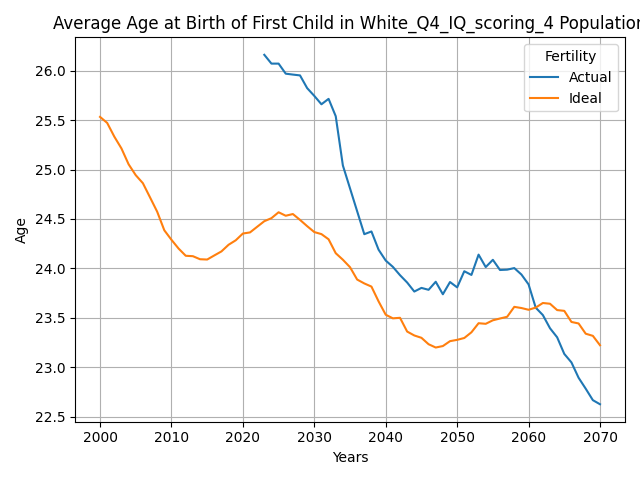 Average Age at Birth of First Child in White_Q4_IQ_scoring_4 Population
Fertility
Actual
Ideal
26.0
25.5
25.0
24.5
24.0
23.5
23.0
22.5
Age
2000 2010 2020 2030 2040 2050 2060 2070
Years